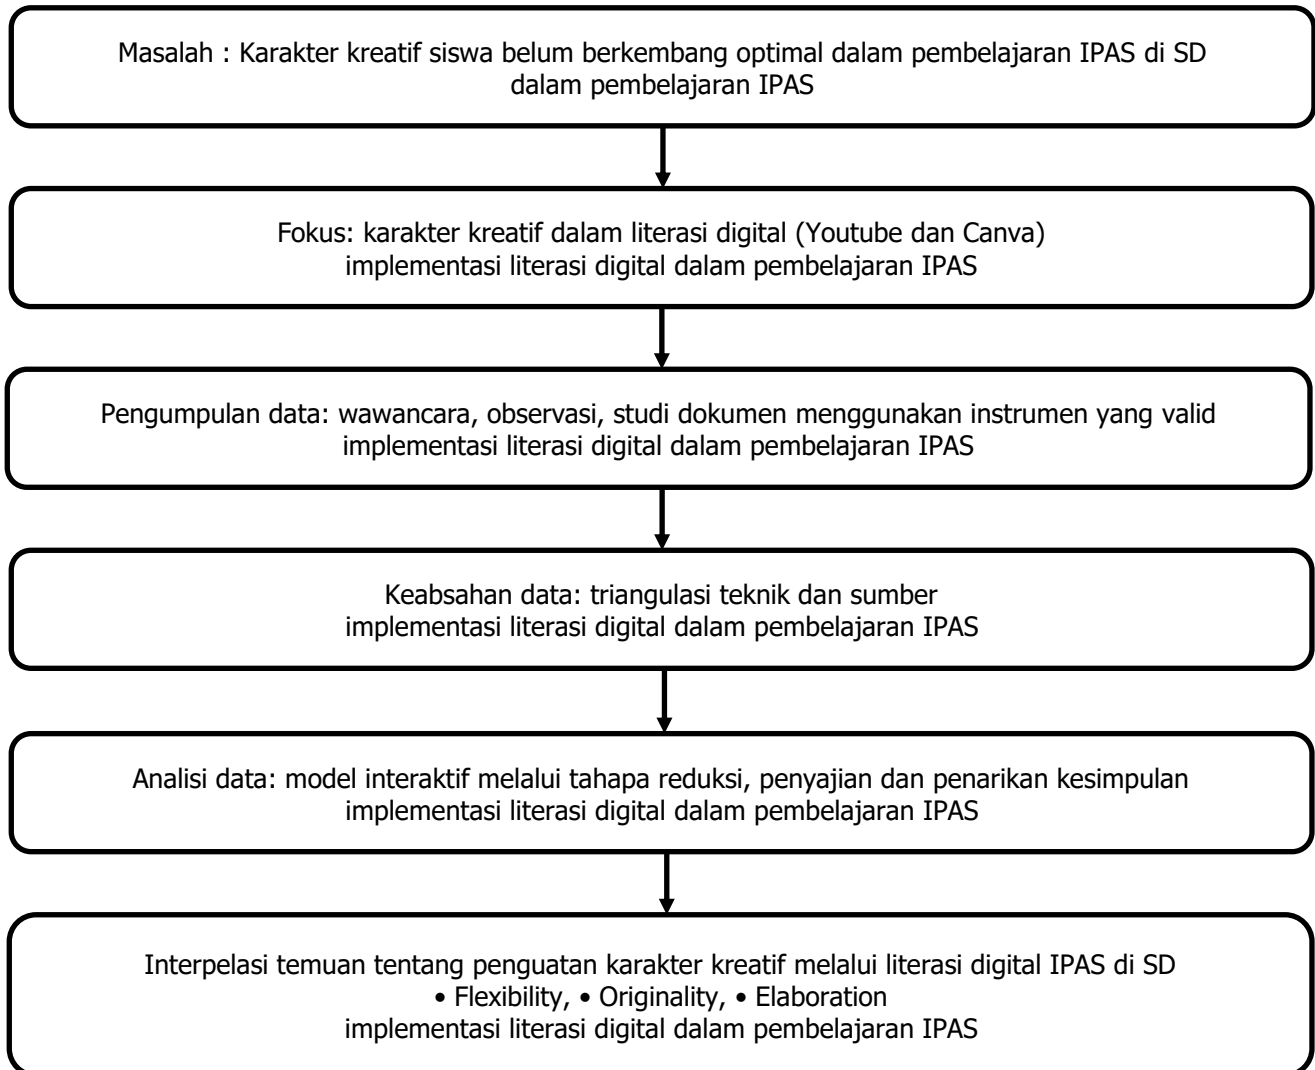 Masalah : Karakter kreatif siswa belum berkembang optimal dalam pembelajaran IPAS di SD
dalam pembelajaran IPAS
Fokus: karakter kreatif dalam literasi digital (Youtube dan Canva)
implementasi literasi digital dalam pembelajaran IPAS
Pengumpulan data: wawancara, observasi, studi dokumen menggunakan instrumen yang valid
implementasi literasi digital dalam pembelajaran IPAS
Keabsahan data: triangulasi teknik dan sumber
implementasi literasi digital dalam pembelajaran IPAS
Analisi data: model interaktif melalui tahapa reduksi, penyajian dan penarikan kesimpulan
implementasi literasi digital dalam pembelajaran IPAS
Interpelasi temuan tentang penguatan karakter kreatif melalui literasi digital IPAS di SD
• Flexibility, • Originality, • Elaboration
implementasi literasi digital dalam pembelajaran IPAS